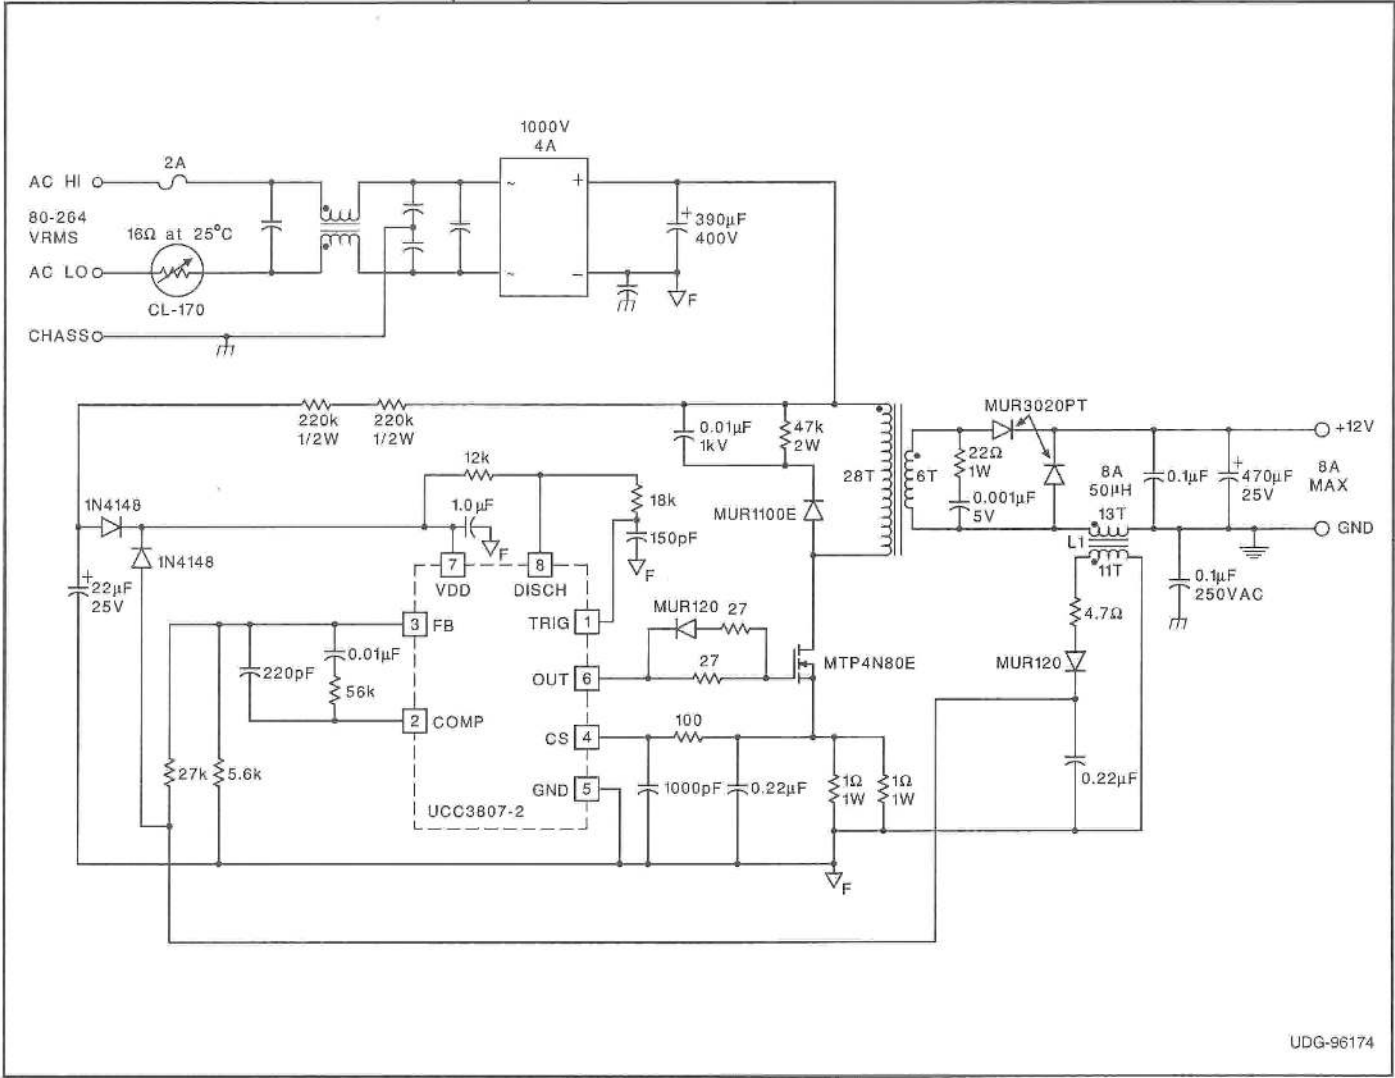 1000V
4A
2A
AC HI
80-264
VRMS
16Ω at 25°C
AC LO
CL-170
CHASS
~
~
+
−
+
390µF
400V
F
220k
1/2W
220k
1/2W
0.01µF
1kV
47k
2W
28T
6T
MUR3020PT
22Ω
1W
0.001µF
5V
8A
50µH
13T
L1
11T
0.1µF
+
470µF
25V
+12V
8A
MAX
GND
0.1µF
250VAC
4.7Ω
MUR120
0.22µF
12k
18k
150pF
F
1N4148
1N4148
1.0µF
F
+
22µF
25V
MUR1100E
7
VDD
8
DISCH
3
FB
TRIG
1
MUR120
27
27
OUT
6
MTP4N80E
0.01µF
220pF
56k
2
COMP
CS
4
100
27k
5.6k
GND
5
1000pF
0.22µF
1Ω
1W
1Ω
1W
UCC3807-2
F
UDG-96174